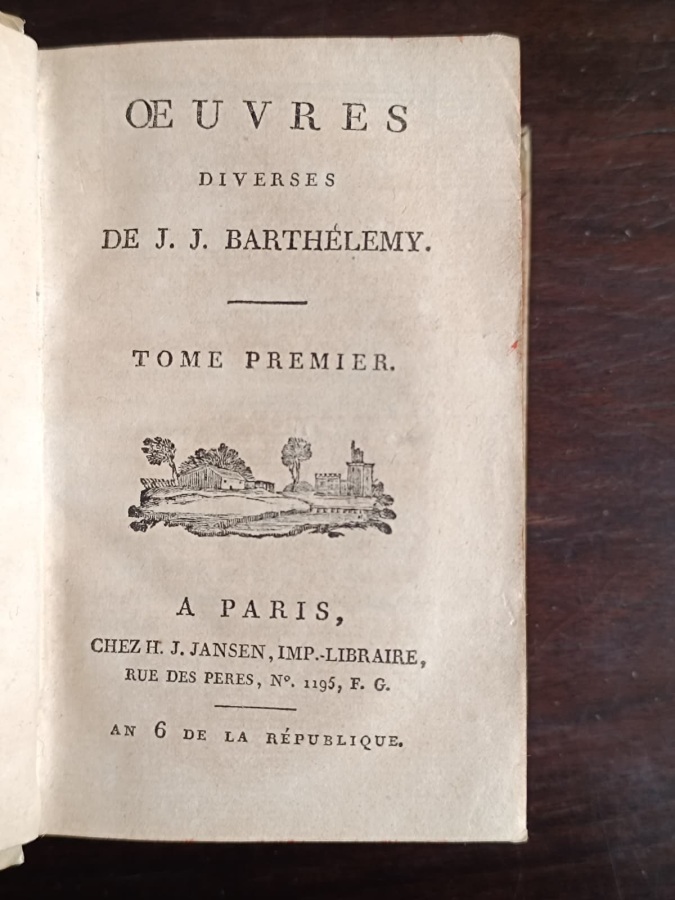 ŒUVRES
DIVERSES
DE J. J. BARTHÉLEMY.
TOME PREMIER.
A PARIS,
CHEZ H. J. JANSEN, IMP.-LIBRAIRE,
RUE DES PERES, Nº. 1195, F. G.
AN 6 DE LA RÉPUBLIQUE.